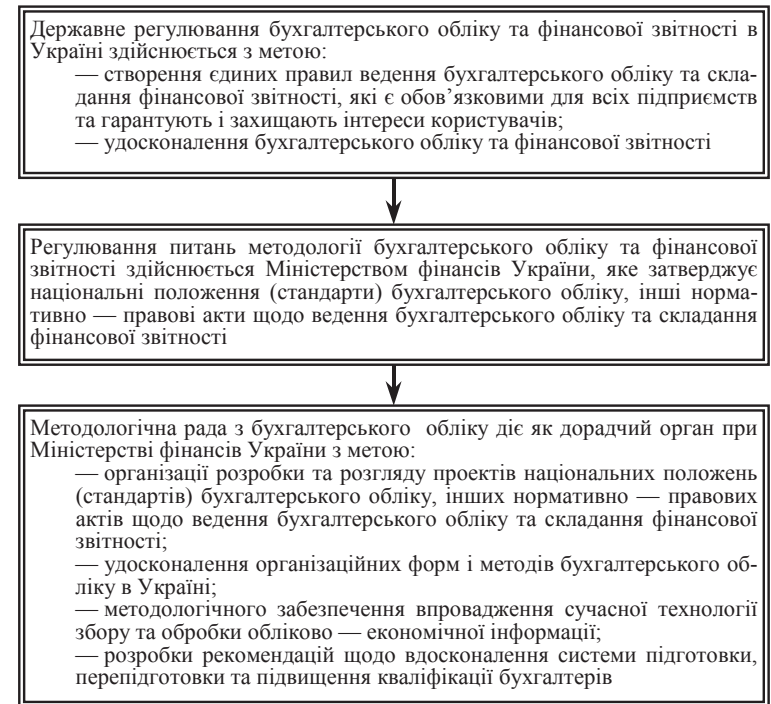 Державне регулювання бухгалтерського обліку та фінансової звітності в
Україні здійснюється з метою:
— створення єдиних правил ведення бухгалтерського обліку та скла-
дання фінансової звітності, які є обов’язковими для всіх підприємств
та гарантують і захищають інтереси користувачів;
— удосконалення бухгалтерського обліку та фінансової звітності
Регулювання питань методології бухгалтерського обліку та фінансової
звітності здійснюється Міністерством фінансів України, яке затверджує
національні положення (стандарти) бухгалтерського обліку, інші норма-
тивно — правові акти щодо ведення бухгалтерського обліку та складання
фінансової звітності
Методологічна рада з бухгалтерського обліку діє як дорадчий орган при
Міністерстві фінансів України з метою:
— організації розробки та розгляду проектів національних положень
(стандартів) бухгалтерського обліку, інших нормативно — правових
актів щодо ведення бухгалтерського обліку та складання фінансової
звітності;
— удосконалення організаційних форм і методів бухгалтерського об-
ліку в Україні;
— методологічного забезпечення впровадження сучасної технології
збору та обробки обліково — економічної інформації;
— розробки рекомендацій щодо вдосконалення системи підготовки,
перепідготовки та підвищення кваліфікації бухгалтерів